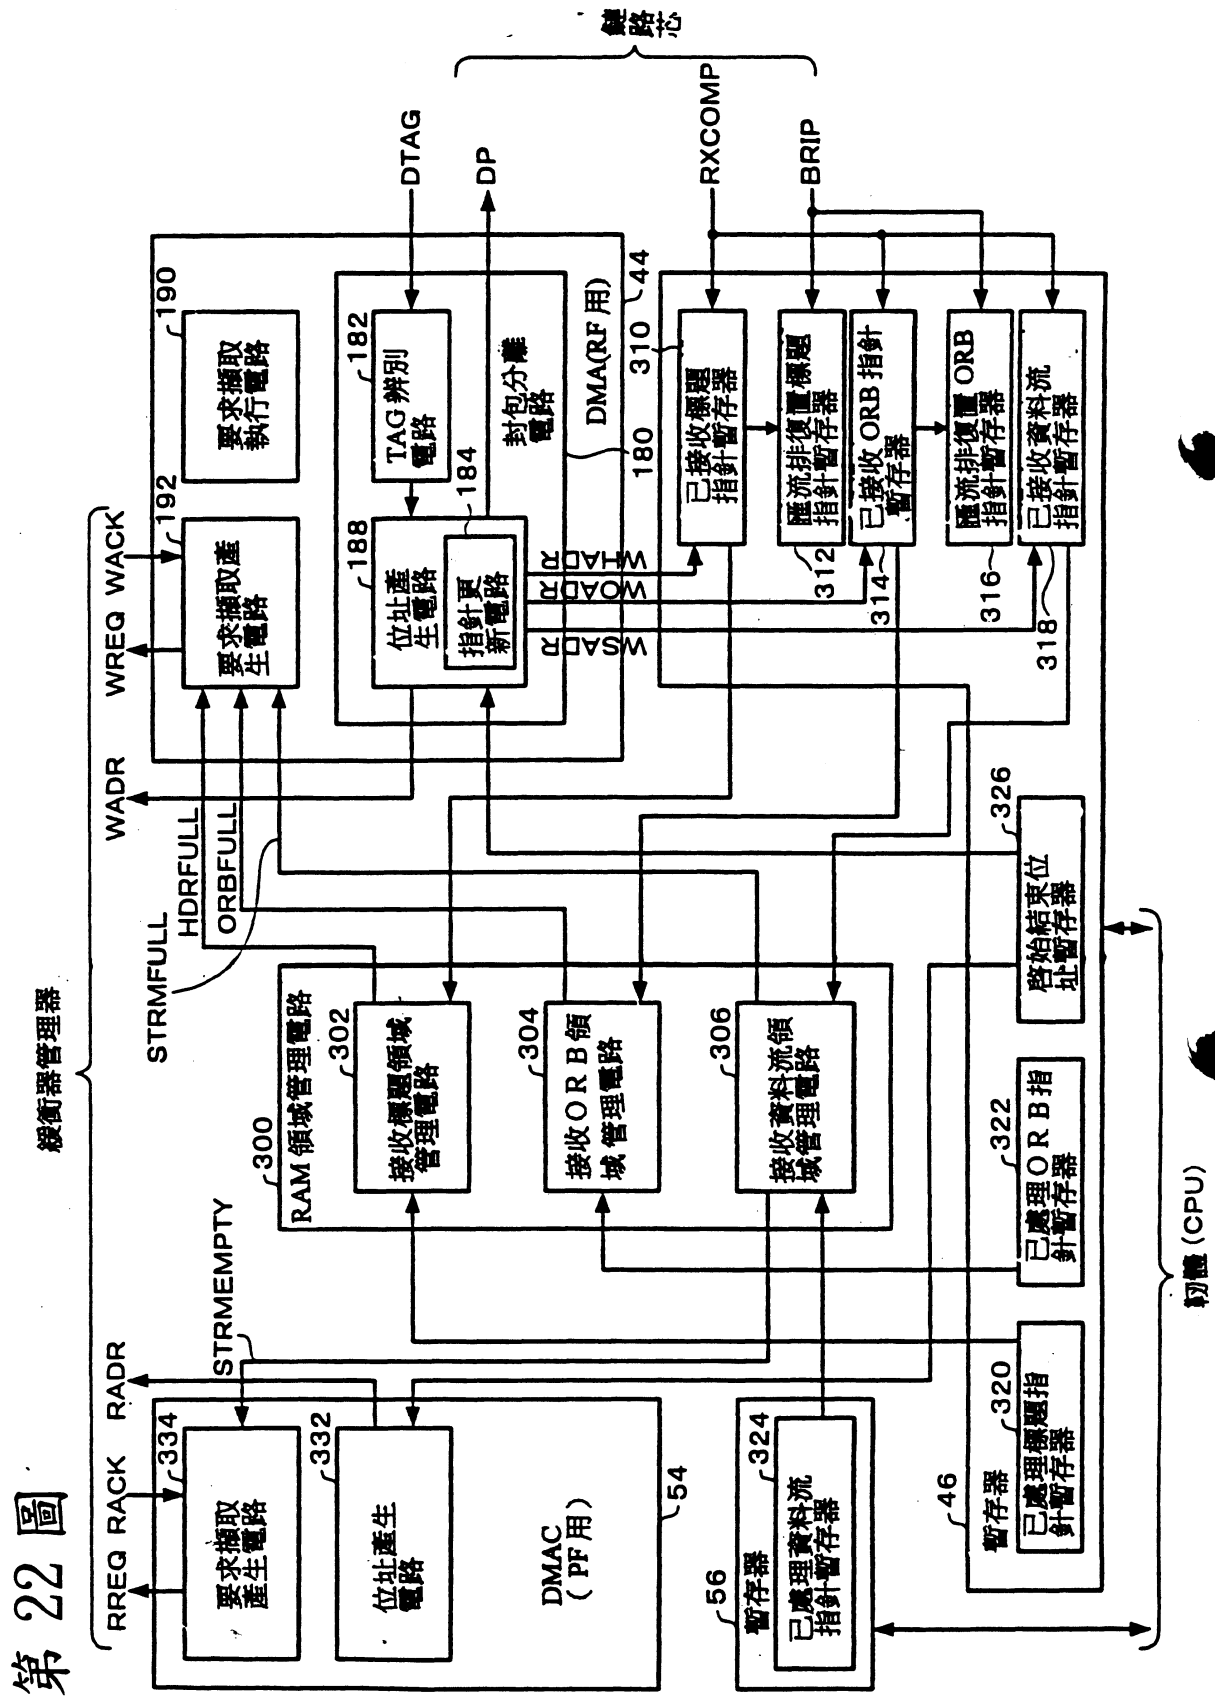 第 22 圖
緩衝器管理器
RREQ RACK RADR
WADR WREQ WACK
334
要求擷取
產生電路
332
位址產生
電路
DMAC
( PF用)
54
STRMEMPTY
STRMFULL
HDRFULL
ORBFULL
192
要求擷取產
生電路
190
要求擷取
執行電路
188
位址產
生電路
184
指針更
新電路
182
TAG 辨別
電路
封包分離
電路
180
DMA(RF用)
44
DTAG
DP
鏈路芯
RXCOMP
BRIP
300
RAM 領域管理電路
302
接收標題領域
管理電路
304
接收ORB領
域管理電路
306
接收資料流領
域管理電路
WHADR
WOADR
WSADR
310
已接收標題
指針暫存器
312
匯流排復置標題
指針暫存器
314
已接收 ORB 指針
暫存器
316
匯流排復置 ORB
指針暫存器
318
已接收資料流
指針暫存器
56
暫存器
324
已處理資料流
指針暫存器
46
暫存器
320
已處理標題指
針暫存器
322
已處理ORB指
針暫存器
326
啓始結束位
址暫存器
韌體 (CPU)